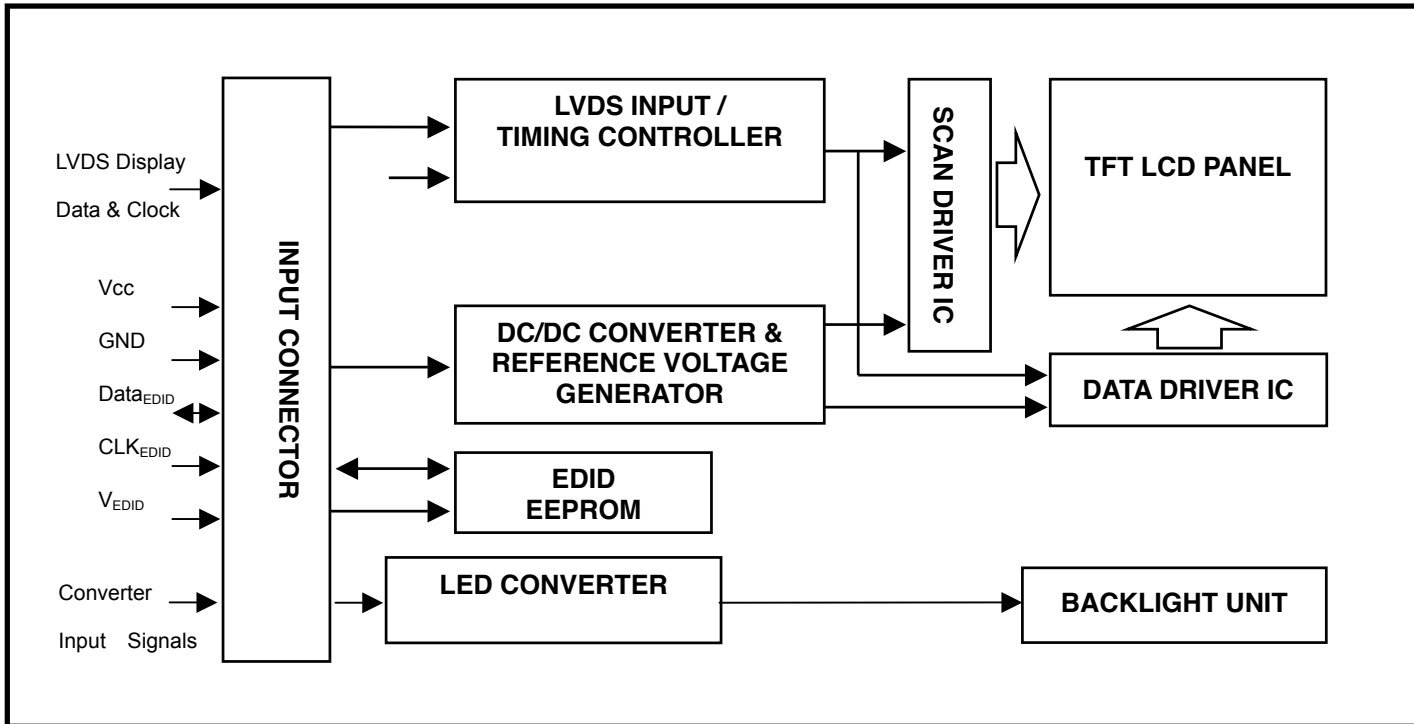 LVDS Display
Data & Clock
Vcc
GND
DataEDID
CLKEDID
VEDID
Converter
Input Signals
INPUT CONNECTOR
LVDS INPUT /
TIMING CONTROLLER
DC/DC CONVERTER &
REFERENCE VOLTAGE
GENERATOR
EDID
EEPROM
LED CONVERTER
SCAN DRIVER IC
TFT LCD PANEL
DATA DRIVER IC
BACKLIGHT UNIT